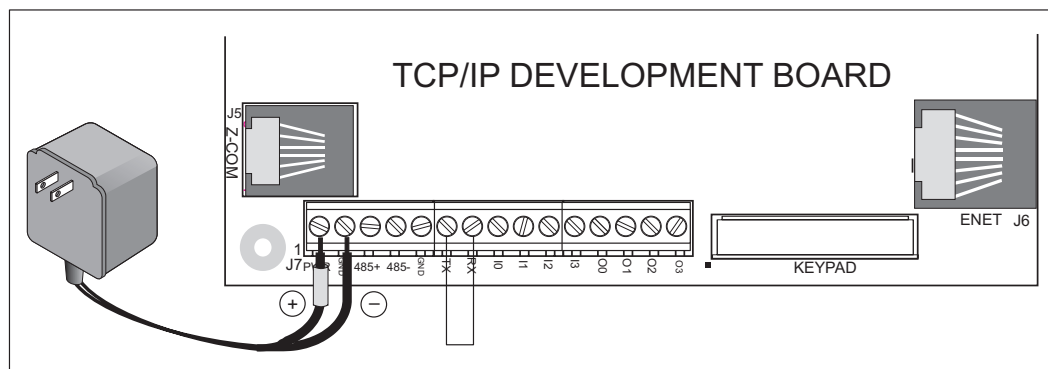 TCP/IP DEVELOPMENT BOARD
J5
Z-COM
ENET J6
1
J7 PWR GND 485+ 485- GND TX RX I0 I1 I2 I3 O0 O1 O2 O3
KEYPAD
+ −